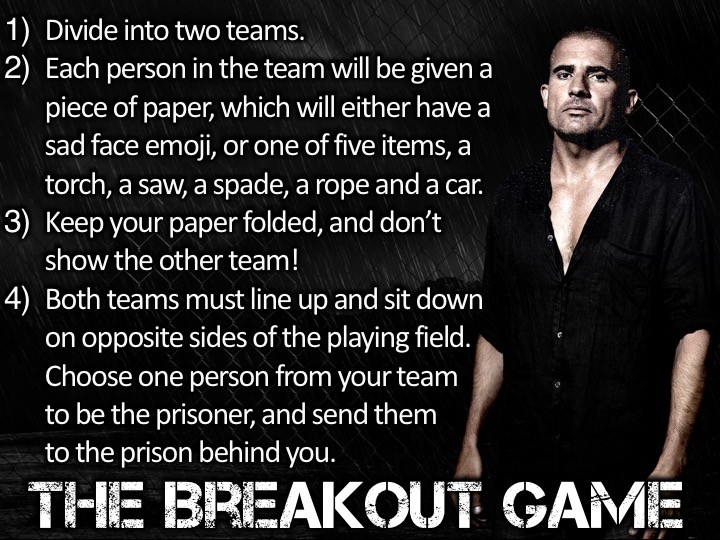 1) Divide into two teams.
2) Each person in the team will be given a
piece of paper, which will either have a
sad face emoji, or one of five items, a
torch, a saw, a spade, a rope and a car.
3) Keep your paper folded, and don’t
show the other team!
4) Both teams must line up and sit down
on opposite sides of the playing field.
Choose one person from your team
to be the prisoner, and send them
to the prison behind you.
THE BREAKOUT GAME